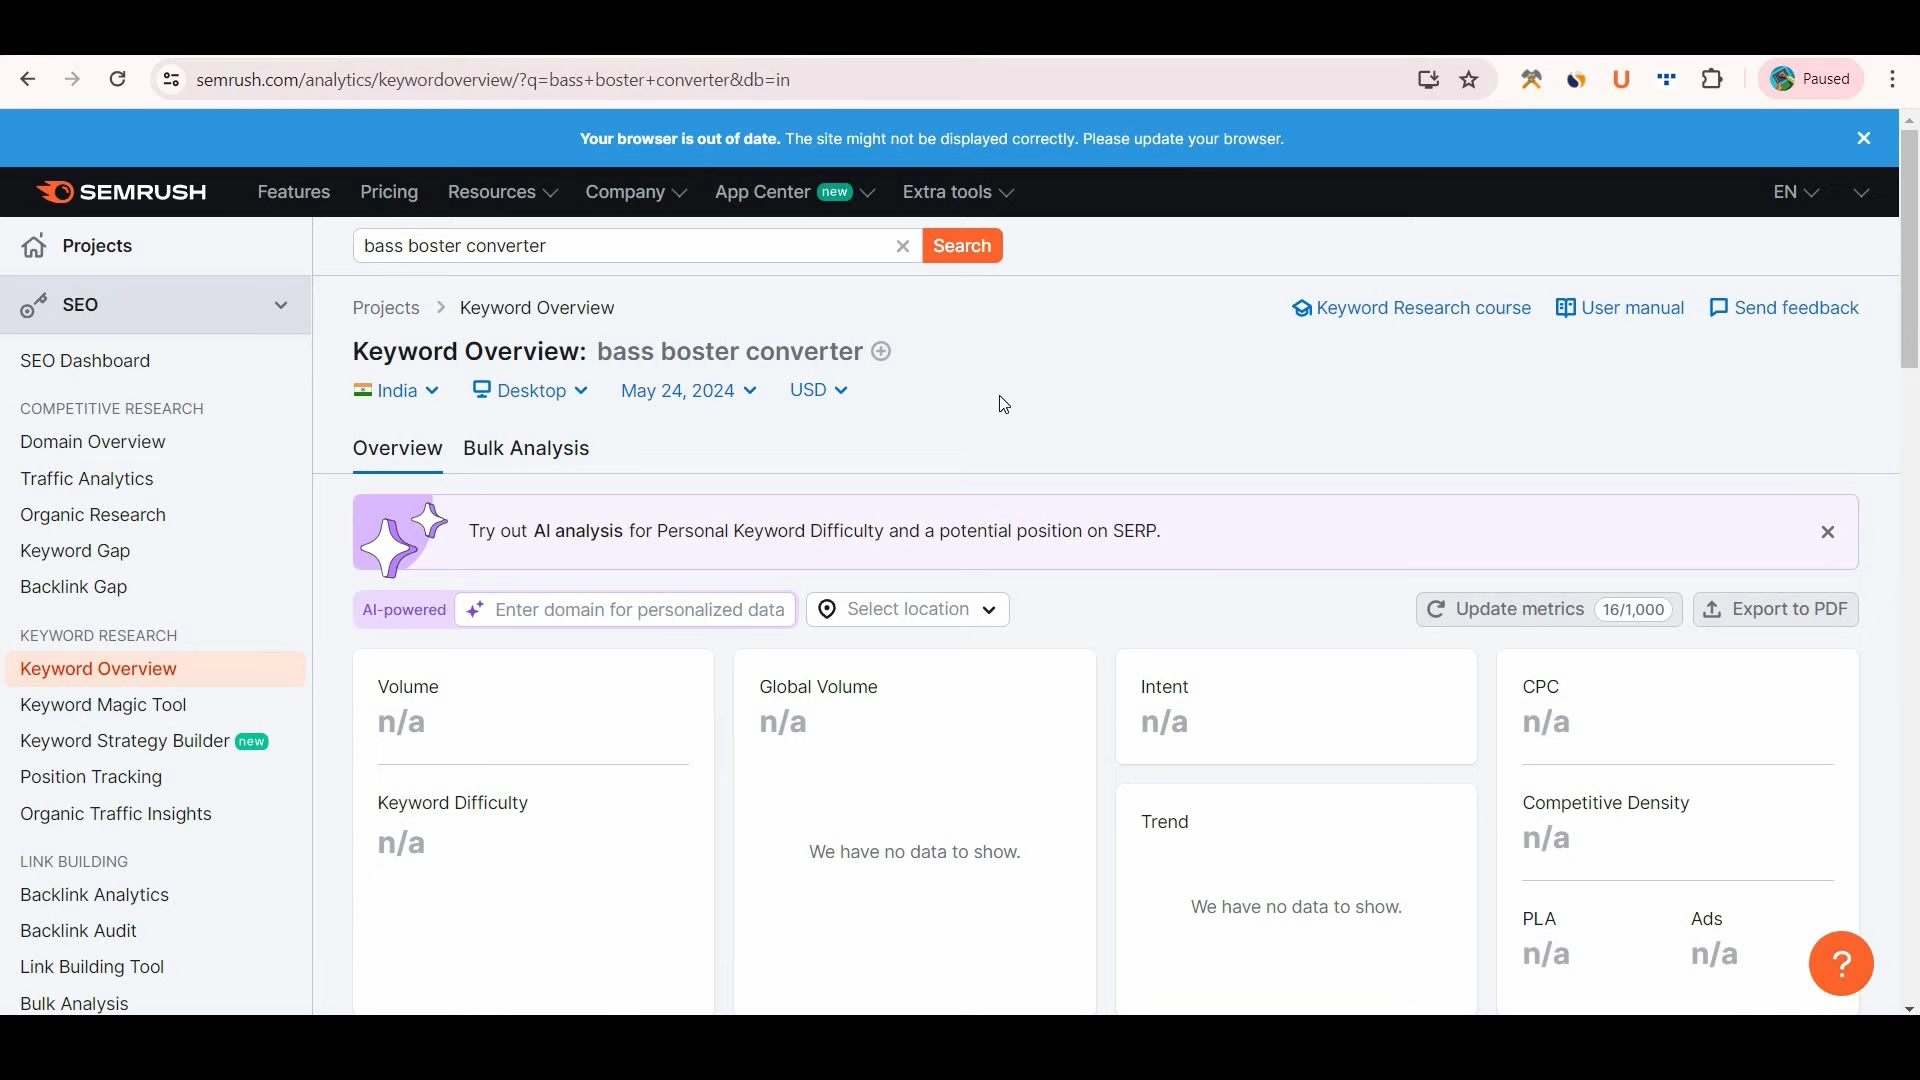 semrush.com/analytics/keywordoverview/?q=bass+boster+converter&db=in
Paused
Your browser is out of date. The site might not be displayed correctly. Please update your browser.
SEMRUSH
Features
Pricing
Resources
Company
App Center new
Extra tools
EN
Projects
SEO
SEO Dashboard
COMPETITIVE RESEARCH
Domain Overview
Traffic Analytics
Organic Research
Keyword Gap
Backlink Gap
KEYWORD RESEARCH
Keyword Overview
Keyword Magic Tool
Keyword Strategy Builder new
Position Tracking
Organic Traffic Insights
LINK BUILDING
Backlink Analytics
Backlink Audit
Link Building Tool
Bulk Analysis
bass boster converter
Search
Projects > Keyword Overview
Keyword Research course
User manual
Send feedback
Keyword Overview: bass boster converter
India
Desktop
May 24, 2024
USD
Overview
Bulk Analysis
Try out AI analysis for Personal Keyword Difficulty and a potential position on SERP.
AI-powered
Enter domain for personalized data
Select location
Update metrics 16/1,000
Export to PDF
Volume
n/a
Keyword Difficulty
n/a
Global Volume
n/a
We have no data to show.
Intent
n/a
Trend
We have no data to show.
CPC
n/a
Competitive Density
n/a
PLA
n/a
Ads
n/a
?